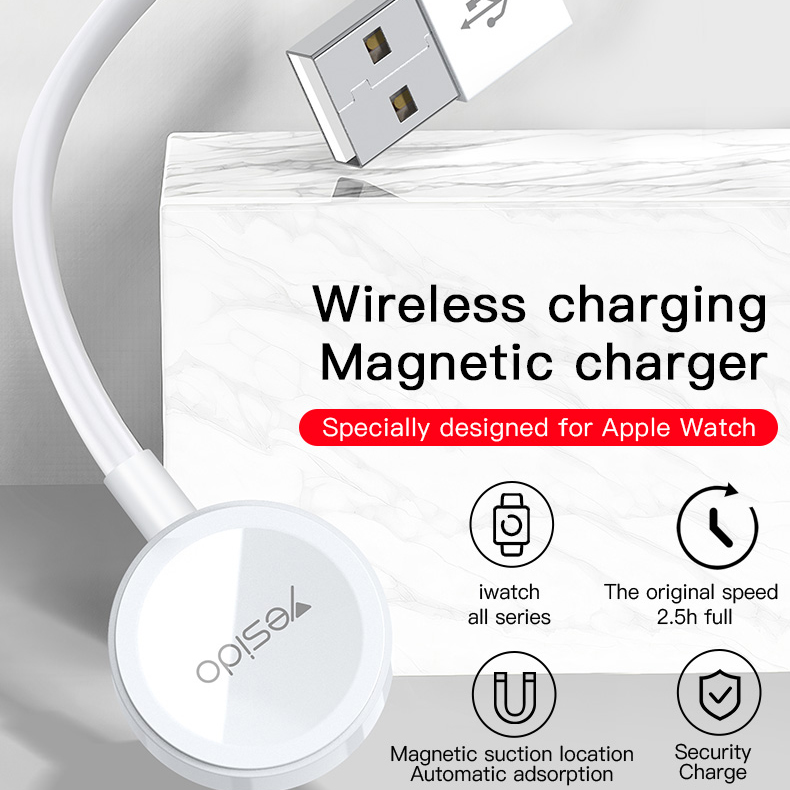 Wireless charging
Magnetic charger
Specially designed for Apple Watch
iwatch
all series
The original speed
2.5h full
Yesido
Magnetic suction location
Automatic adsorption
Security
Charge